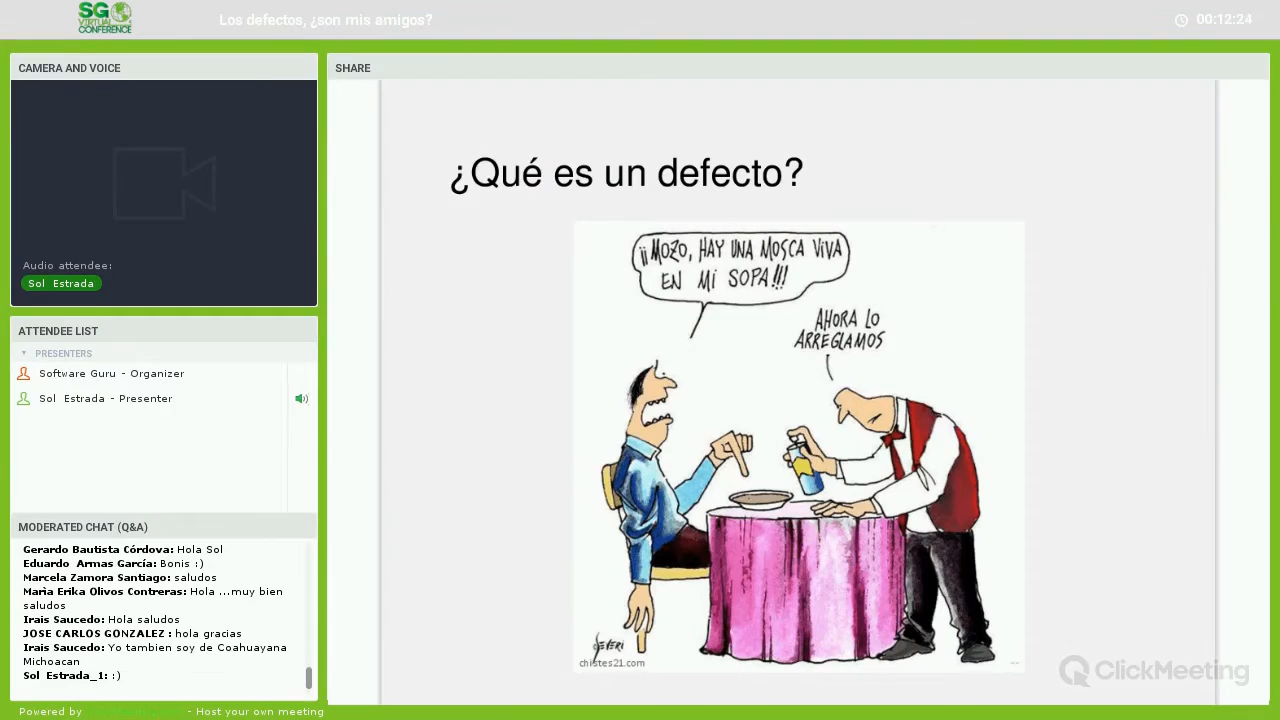 SG
VIRTUAL
CONFERENCE
Los defectos, ¿son mis amigos?
00:12:24
CAMERA AND VOICE
Audio attendee:
Sol Estrada
ATTENDEE LIST
PRESENTERS
Software Guru - Organizer
Sol Estrada - Presenter
MODERATED CHAT (Q&A)
Gerardo Bautista Córdova: Hola Sol
Eduardo Armas García: Bonis :)
Marcela Zamora Santiago: saludos
Marìa Erika Olivos Contreras: Hola ...muy bien
saludos
Irais Saucedo: Hola saludos
JOSE CARLOS GONZALEZ : hola gracias
Irais Saucedo: Yo tambien soy de Coahuayana
Michoacan
Sol Estrada_1: :)
Powered by
- Host your own meeting
SHARE
¿Qué es un defecto?
¡¡MOZO, HAY UNA MOSCA VIVA
EN MI SOPA!!!
AHORA LO
ARREGLAMOS
SEVERI
chistes21.com
ClickMeeting